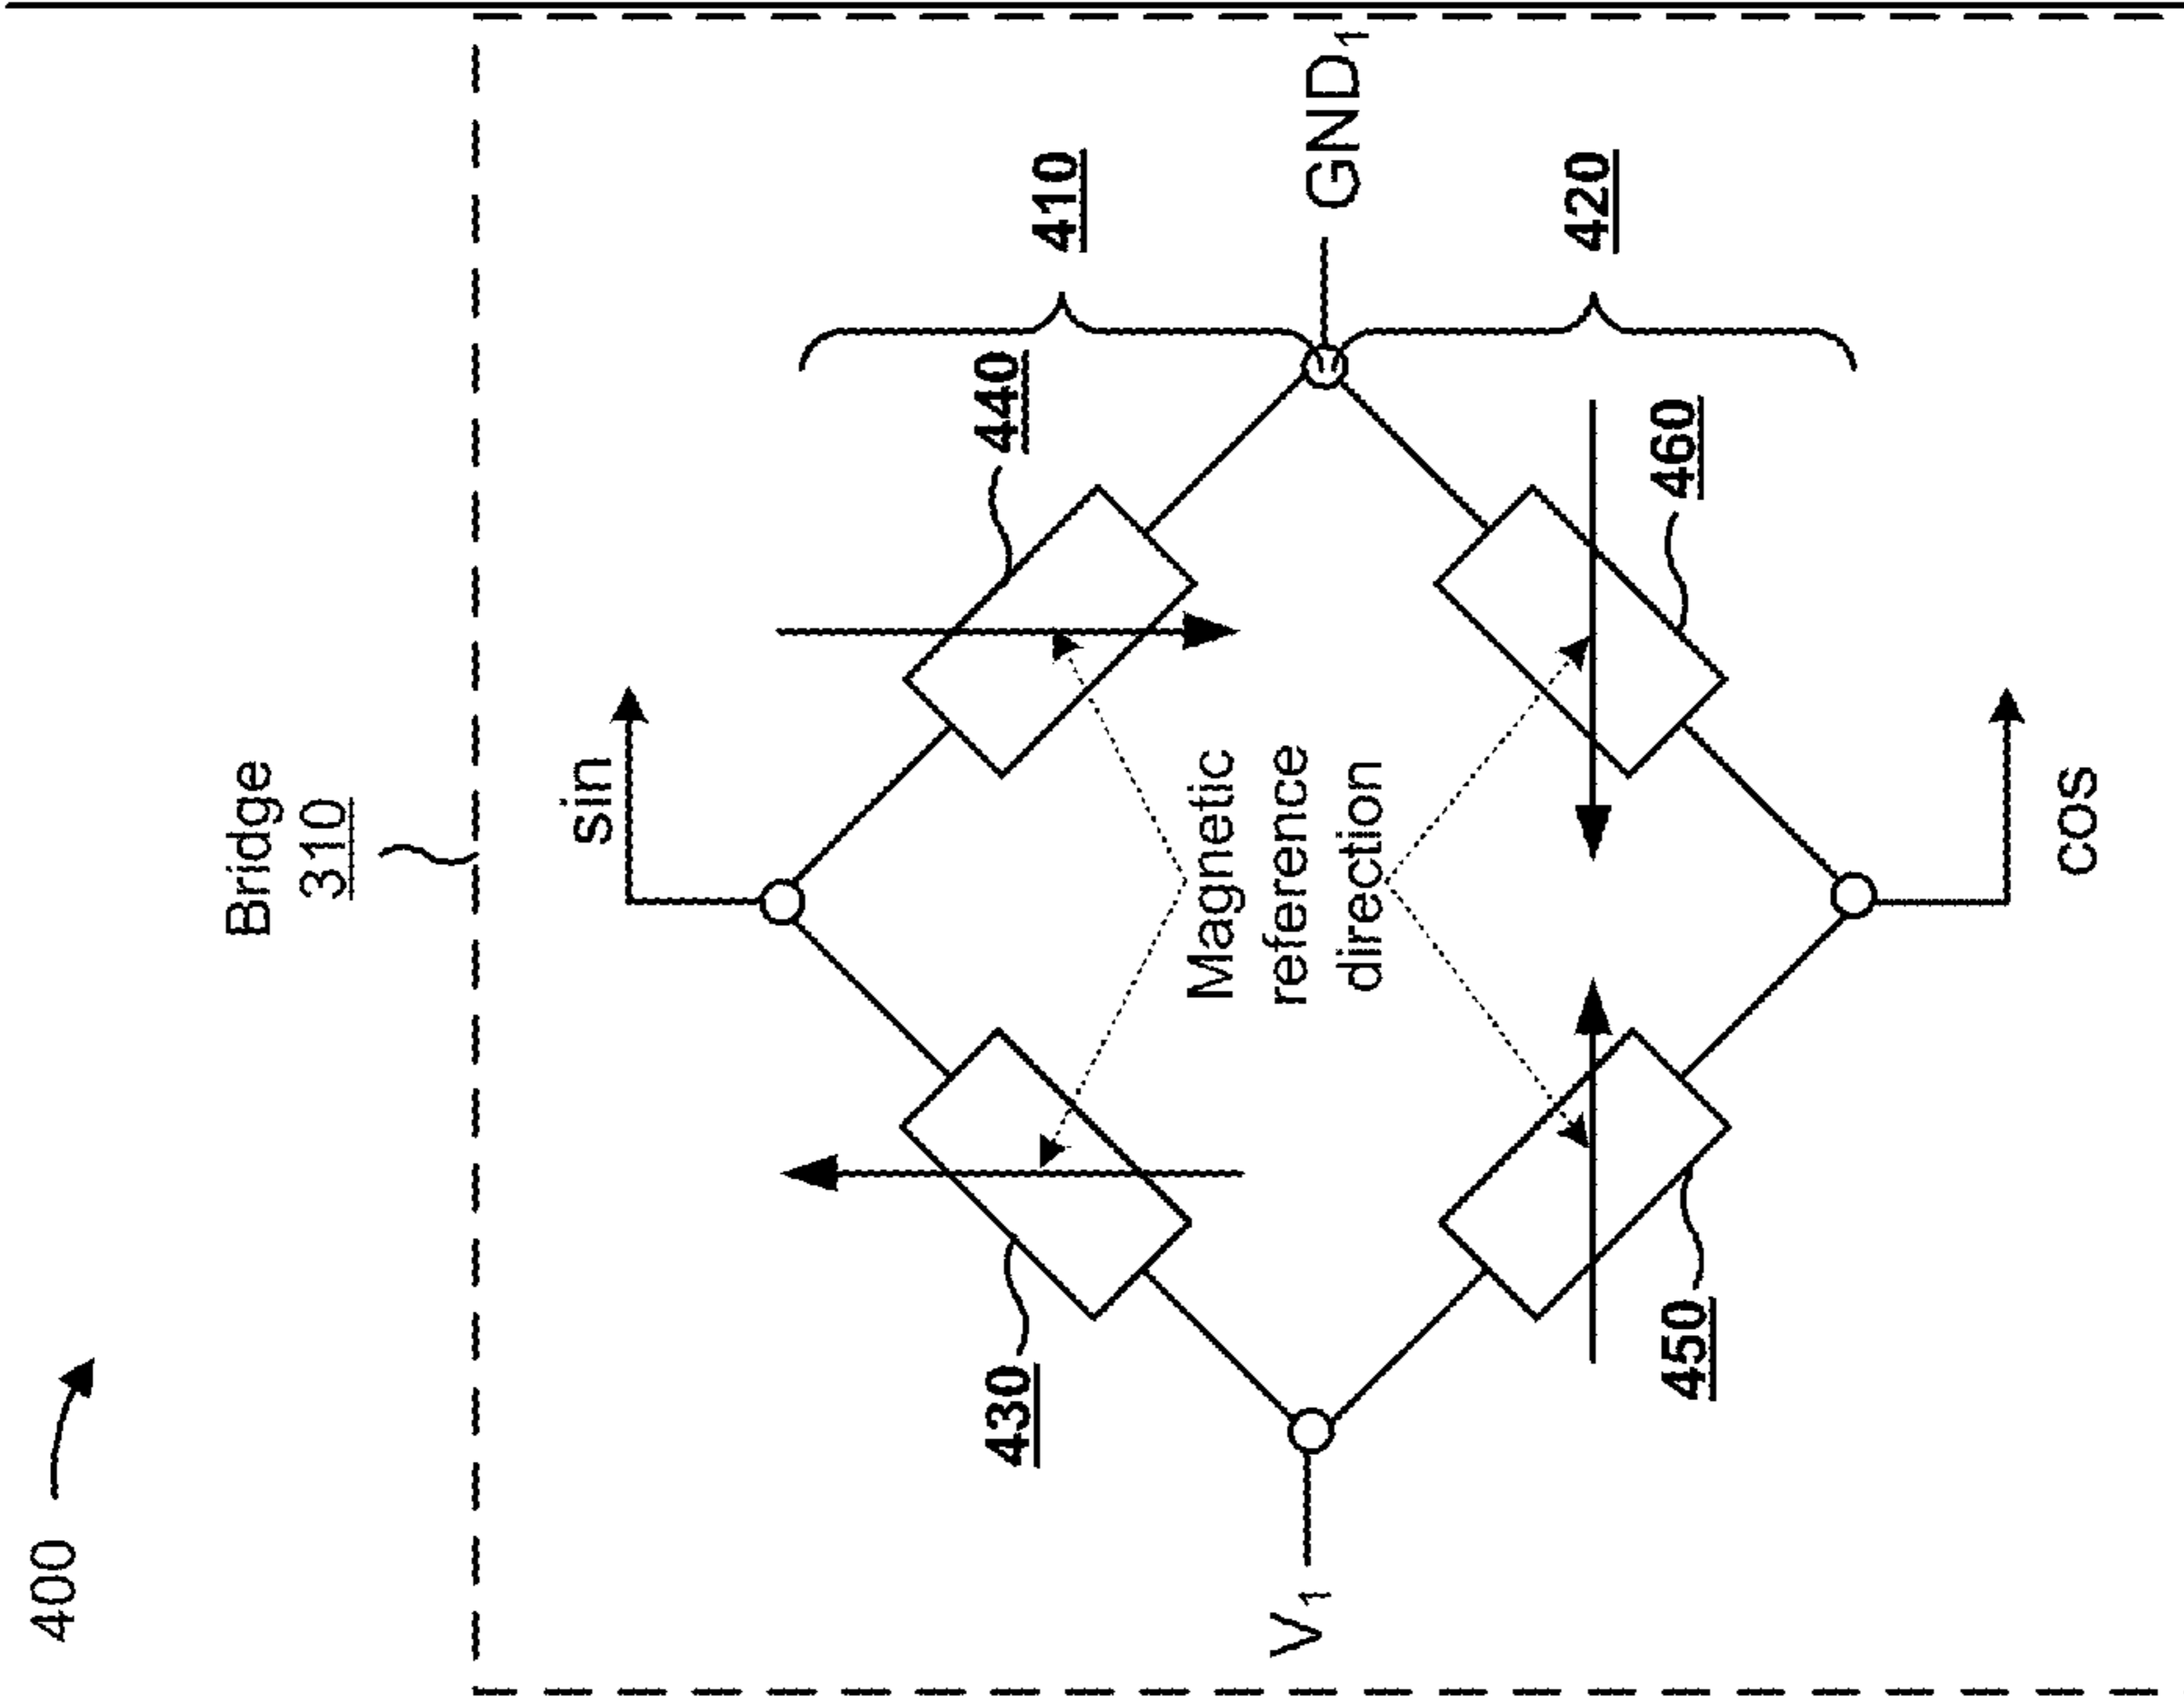 400
Bridge
310
sin
440
410
430
Magnetic
reference
direction
V₁
GND₁
450
460
420
cos